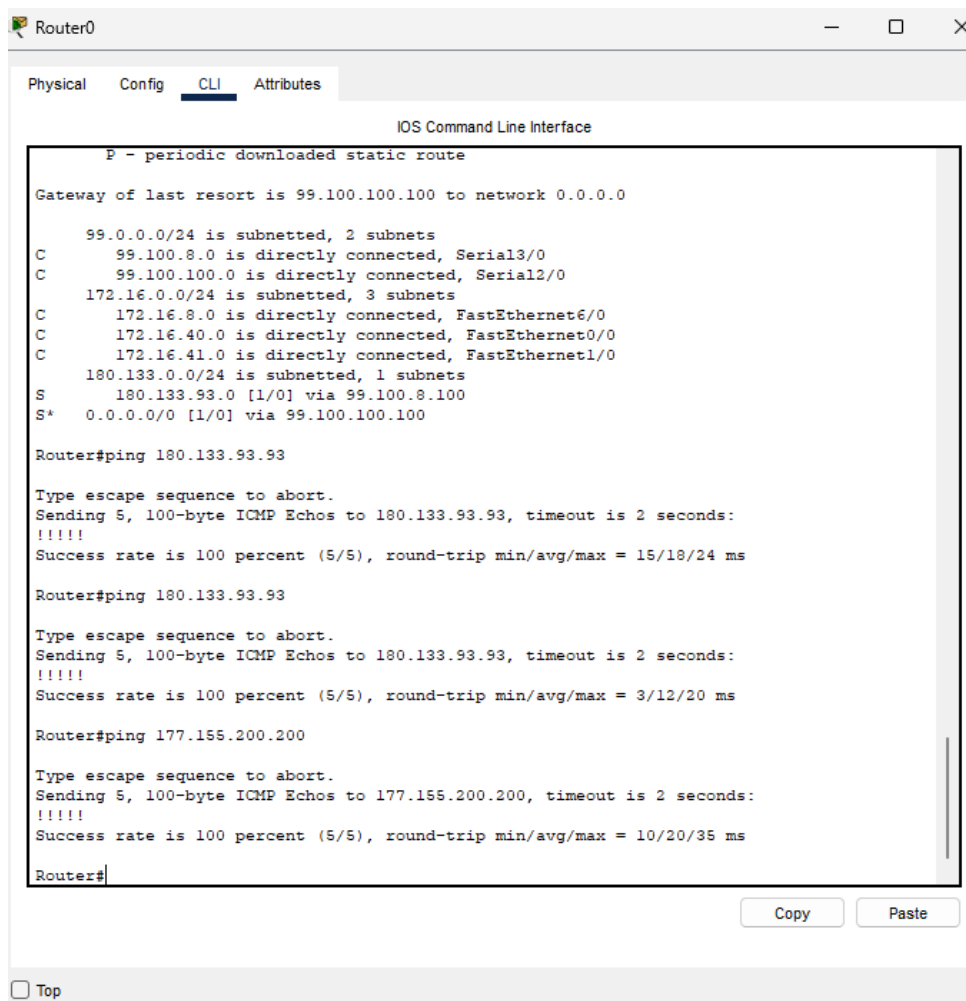 Router0
Physical Config CLI Attributes
IOS Command Line Interface
P - periodic downloaded static route
Gateway of last resort is 99.100.100.100 to network 0.0.0.0
99.0.0.0/24 is subnetted, 2 subnets
C 99.100.8.0 is directly connected, Serial3/0
C 99.100.100.0 is directly connected, Serial2/0
172.16.0.0/24 is subnetted, 3 subnets
C 172.16.8.0 is directly connected, FastEthernet6/0
C 172.16.40.0 is directly connected, FastEthernet0/0
C 172.16.41.0 is directly connected, FastEthernet1/0
180.133.0.0/24 is subnetted, 1 subnets
S 180.133.93.0 [1/0] via 99.100.8.100
S* 0.0.0.0/0 [1/0] via 99.100.100.100
Router#ping 180.133.93.93
Type escape sequence to abort.
Sending 5, 100-byte ICMP Echos to 180.133.93.93, timeout is 2 seconds:
!!!!!
Success rate is 100 percent (5/5), round-trip min/avg/max = 15/18/24 ms
Router#ping 180.133.93.93
Type escape sequence to abort.
Sending 5, 100-byte ICMP Echos to 180.133.93.93, timeout is 2 seconds:
!!!!!
Success rate is 100 percent (5/5), round-trip min/avg/max = 3/12/20 ms
Router#ping 177.155.200.200
Type escape sequence to abort.
Sending 5, 100-byte ICMP Echos to 177.155.200.200, timeout is 2 seconds:
!!!!!
Success rate is 100 percent (5/5), round-trip min/avg/max = 10/20/35 ms
Router#
Copy Paste
Top